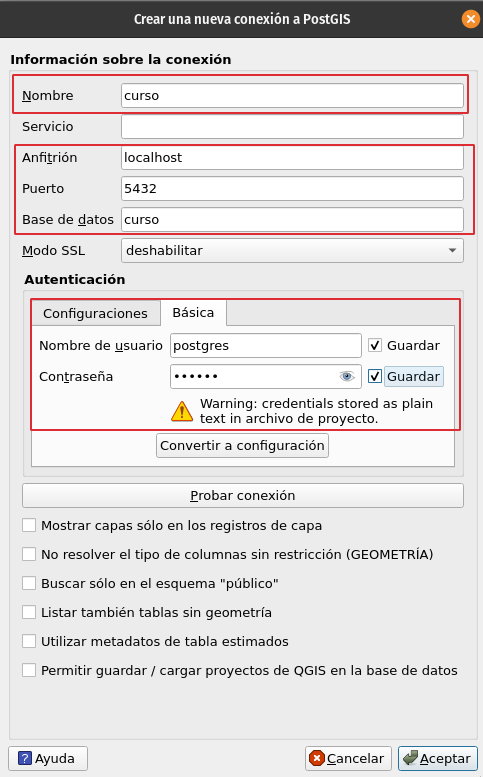 Crear una nueva conexión a PostGIS
Información sobre la conexión
Nombre curso
Servicio
Anfitrión localhost
Puerto 5432
Base de datos curso
Modo SSL deshabilitar
Autenticación
Configuraciones Básica
Nombre de usuario postgres Guardar
Contraseña •••••• Guardar
Warning: credentials stored as plain
text in archivo de proyecto.
Convertir a configuración
Probar conexión
Mostrar capas sólo en los registros de capa
No resolver el tipo de columnas sin restricción (GEOMETRÍA)
Buscar sólo en el esquema "público"
Listar también tablas sin geometría
Utilizar metadatos de tabla estimados
Permitir guardar / cargar proyectos de QGIS en la base de datos
Ayuda Cancelar Aceptar